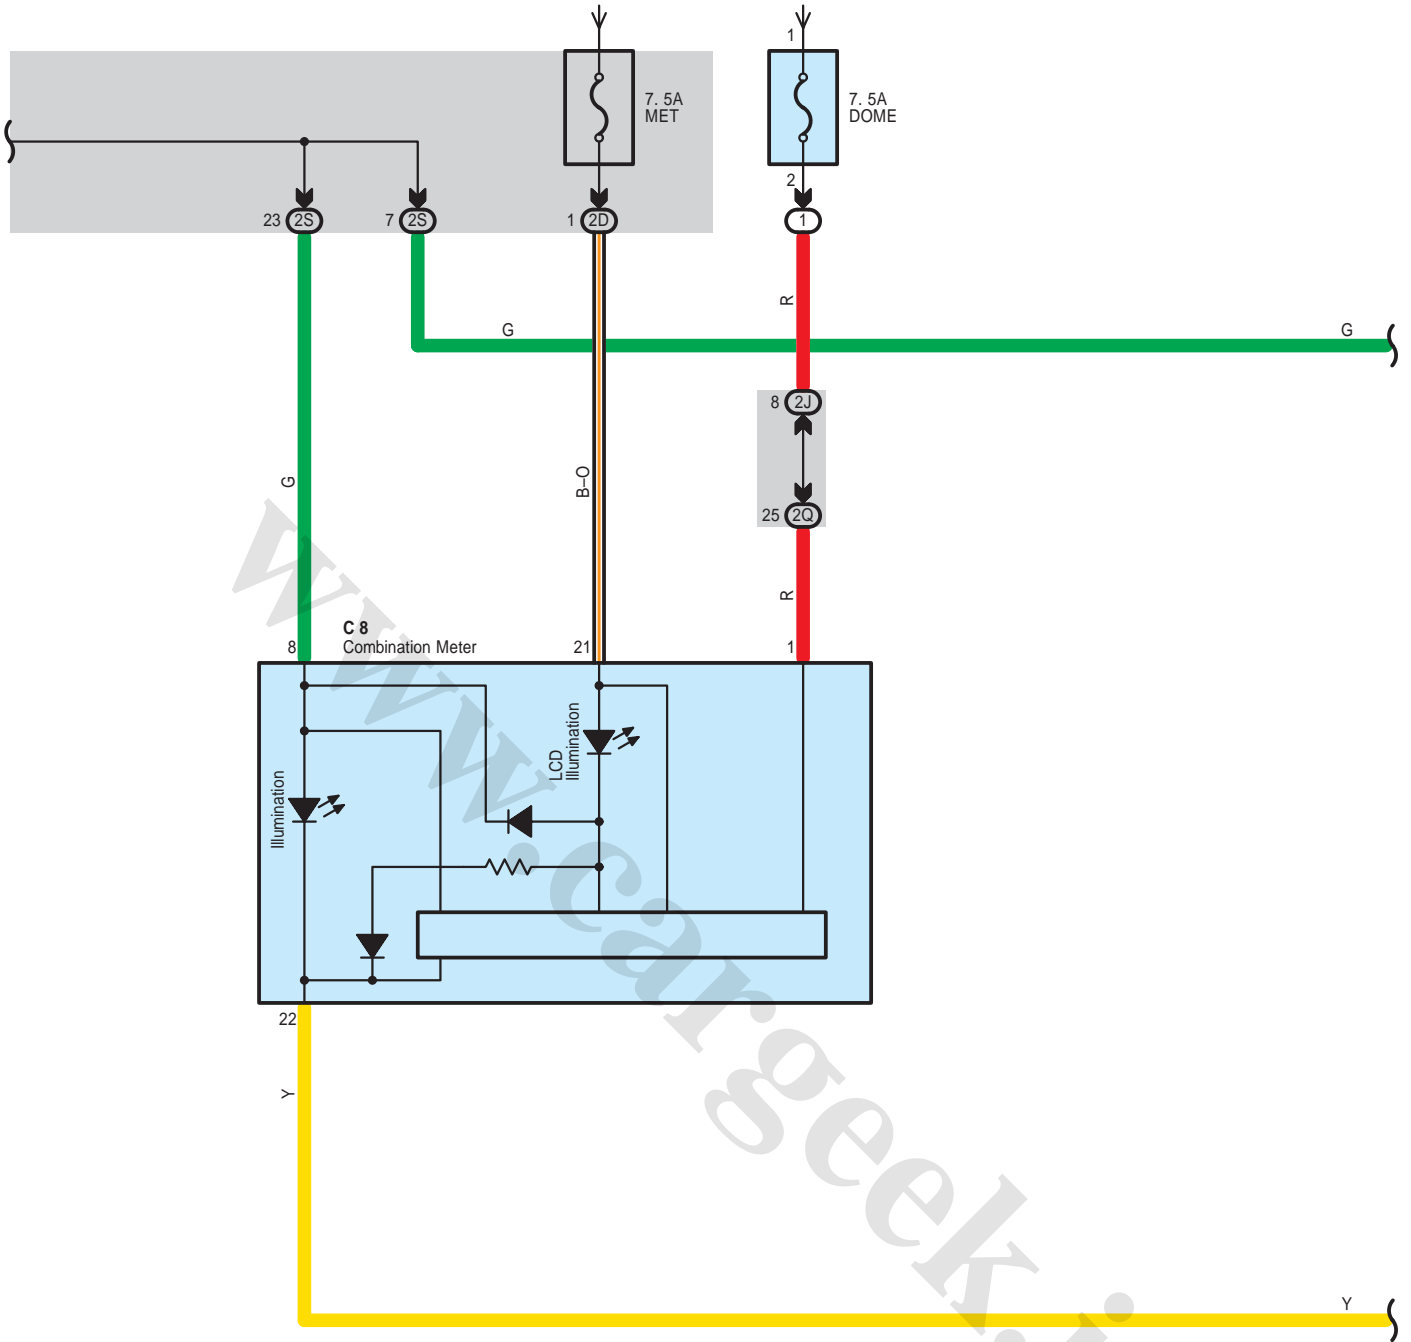 1
7. 5A
MET
7. 5A
DOME
2
23 2S
7 2S
1 2D
1
R
G
G
8 2J
G
B–O
25 2Q
R
C 8
Combination Meter
8
21
1
LCD
Illumination
Illumination
22
Y
Y
www.cargeek.i